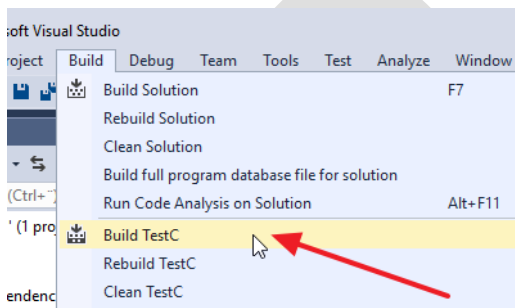 soft Visual Studio
roject Build Debug Team Tools Test Analyze Window
Build Solution F7
Rebuild Solution
Clean Solution
Build full program database file for solution
(Ctrl+¨)
Run Code Analysis on Solution Alt+F11
' (1 pro
Build TestC
Rebuild TestC
endenc
Clean TestC